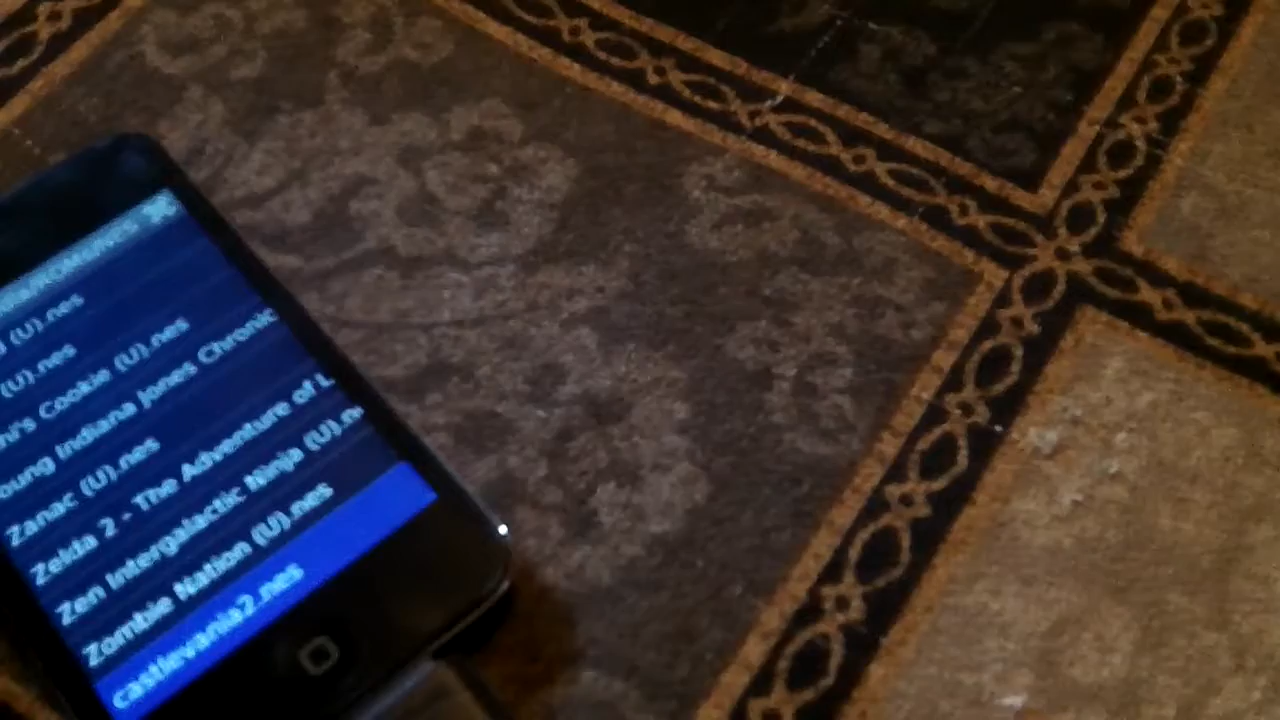 (U).nes
(U).nes
Cookie (U).nes
oung Indiana Jones Chronic
Zanac (U).nes
Zelda 2 - The Adventure of L
Zen Intergalactic Ninja (U).n
Zombie Nation (U).nes
castlevania2.nes